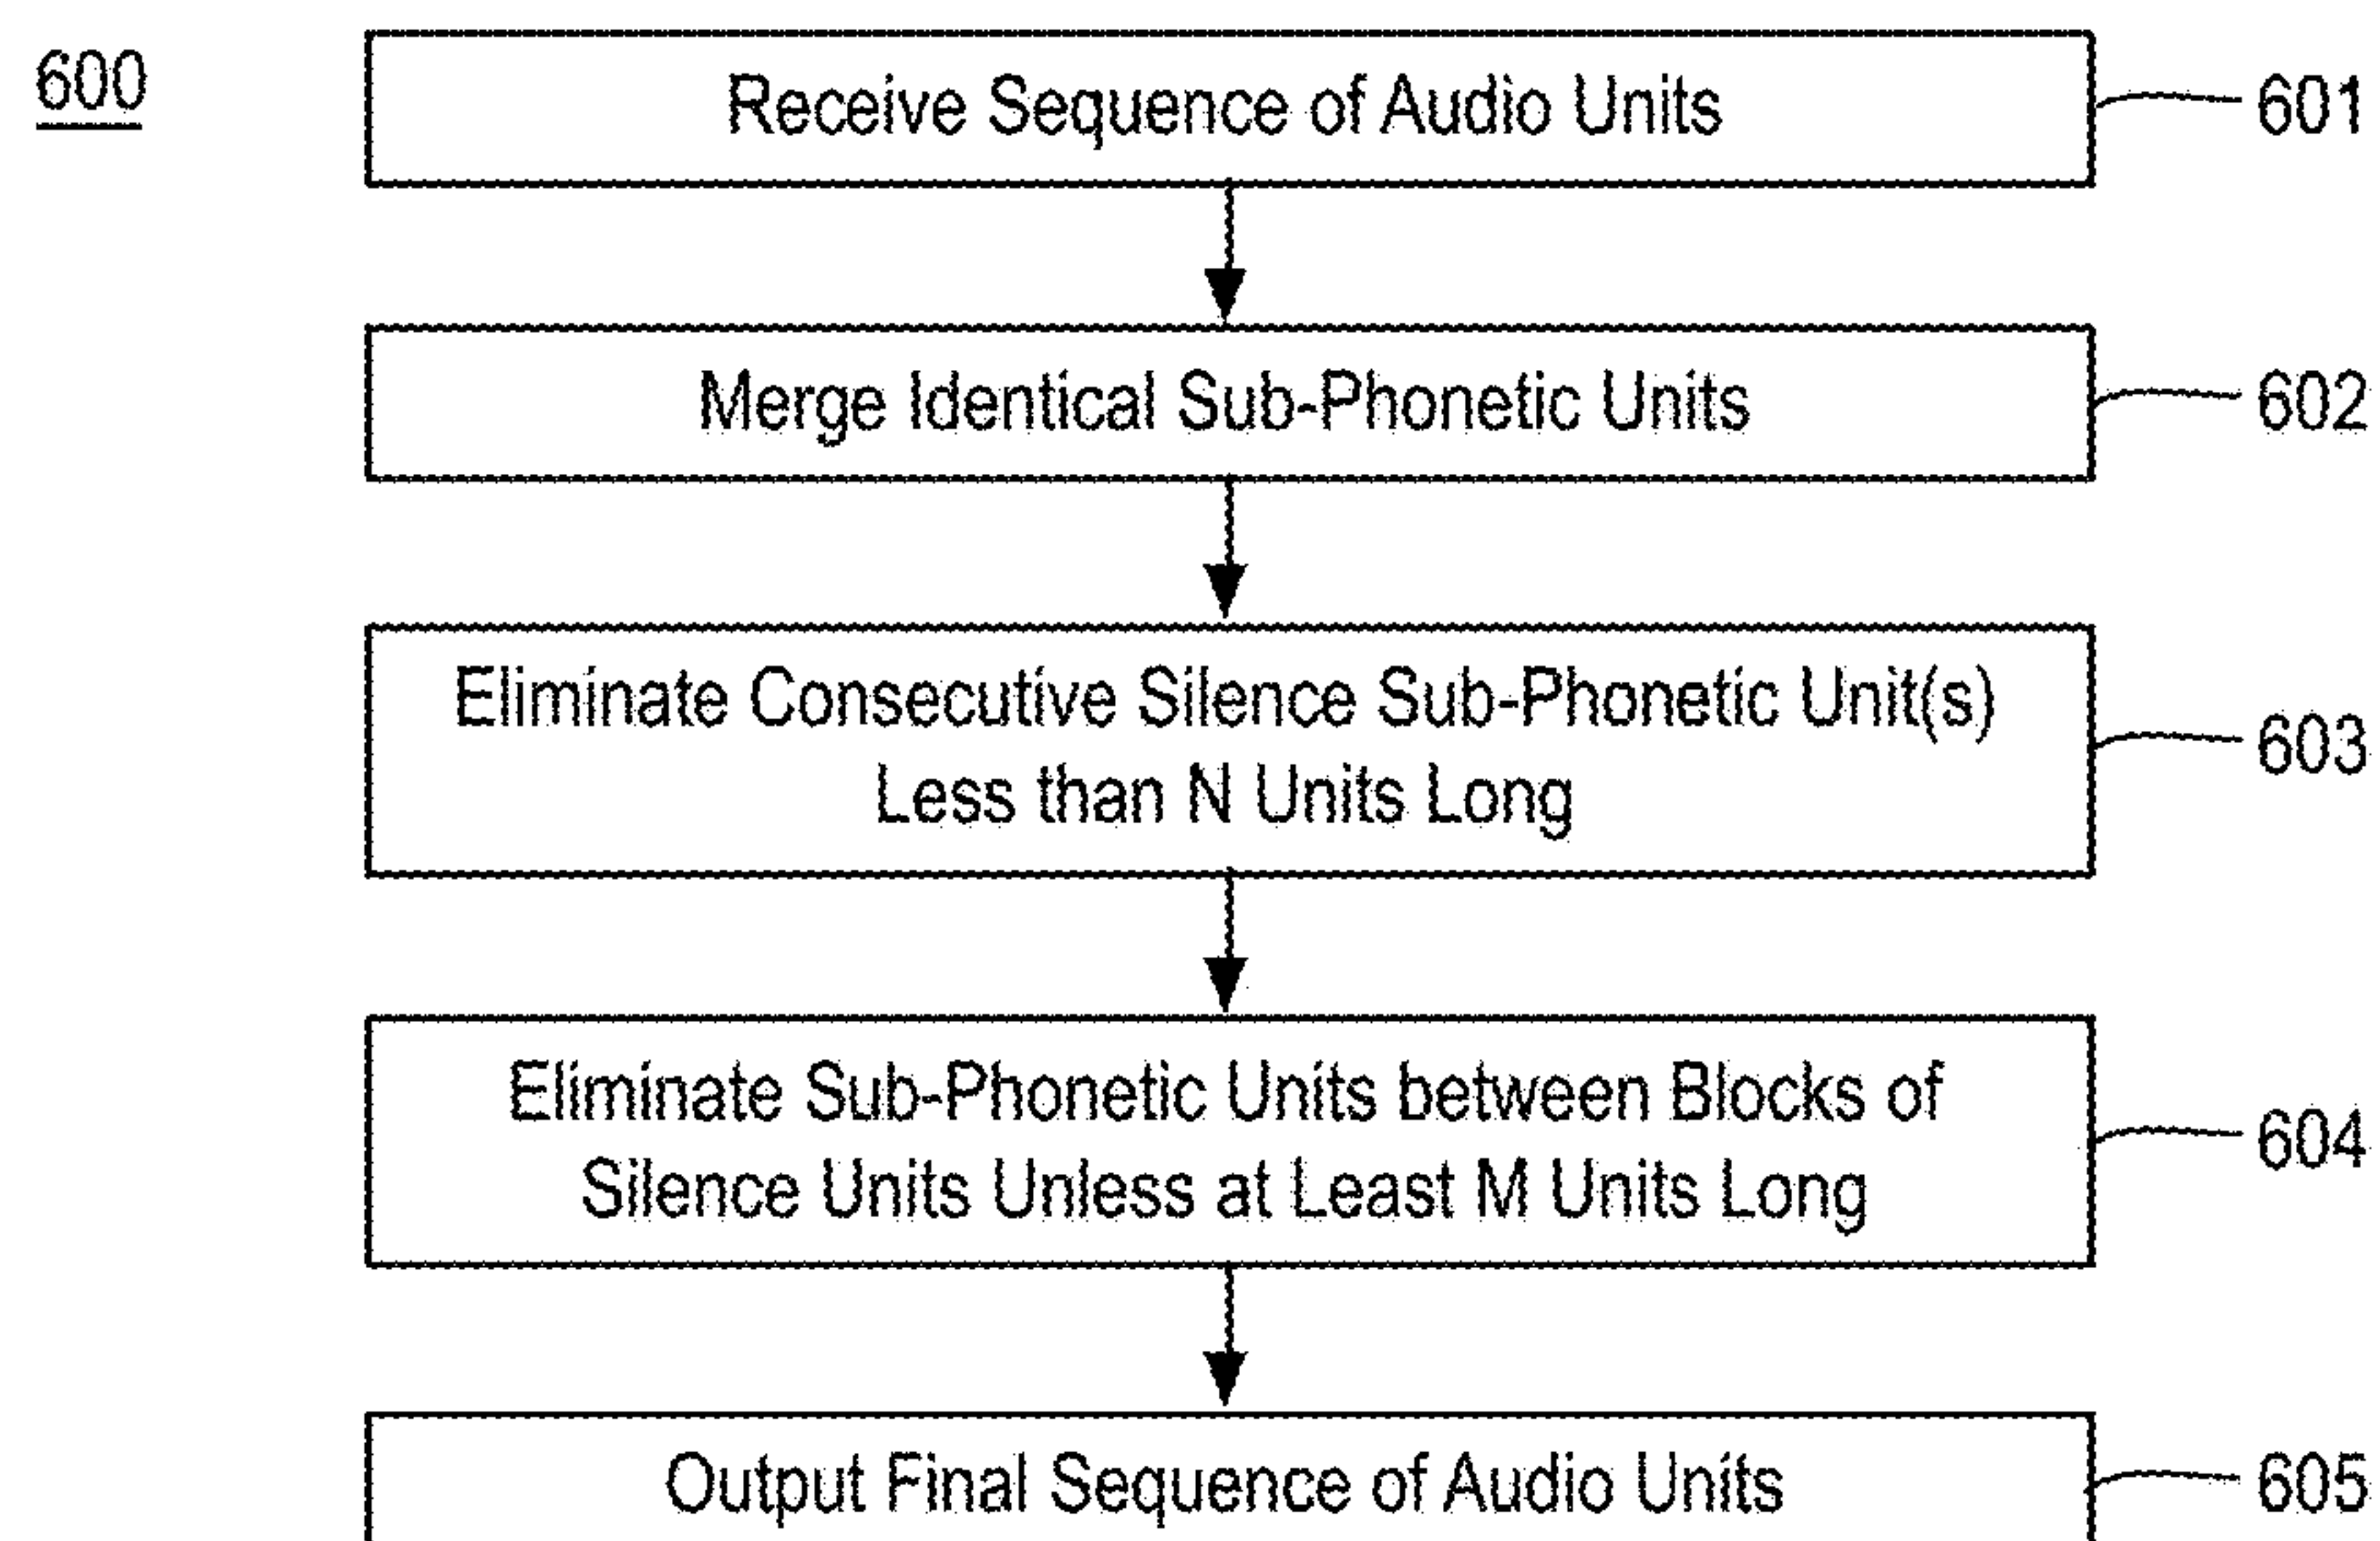 600
Receive Sequence of Audio Units
601
Merge Identical Sub-Phonetic Units
602
Eliminate Consecutive Silence Sub-Phonetic Unit(s)
Less than N Units Long
603
Eliminate Sub-Phonetic Units between Blocks of
Silence Units Unless at Least M Units Long
604
Output Final Sequence of Audio Units
605